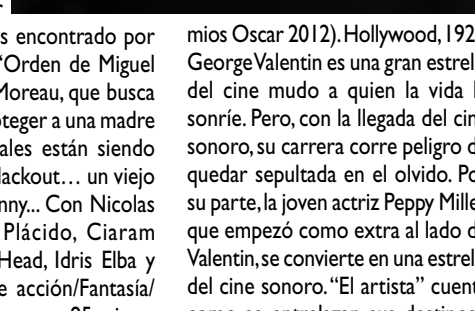 s encontrado por
"Orden de Miguel
Moreau, que busca
teger a una madre
ales están siendo
lackout... un viejo
nny... Con Nicolas
Plácido, Ciaram
Head, Idris Elba y
e acción/Fantasía/
mios Oscar 2012). Hollywood, 192
George Valentin es una gran estrel
del cine mudo a quien la vida l
sonríe. Pero, con la llegada del cin
sonoro, su carrera corre peligro d
quedar sepultada en el olvido. Po
su parte, la joven actriz Peppy Mille
que empezó como extra al lado d
Valentin, se convierte en una estrel
del cine sonoro. "El artista" cuent